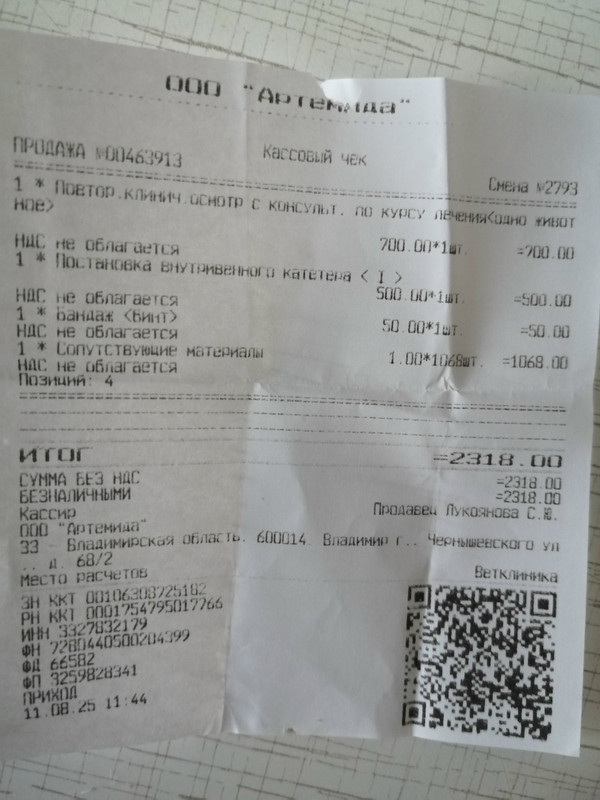 ООО "Артемида"
ПРОДАЖА №00463913 Кассовый чек
Смена №2793
1 * Повтор.клинич.осмотр с консульт. по курсу лечения<одно живот
ное>
700.00*1шт. =700.00
НДС не облагается
1 * Постановка внутривенного катетера < I >
500.00*1шт. =500.00
НДС не облагается
1 * Бандаж <Бинт>
50.00*1шт. =50.00
НДС не облагается
1 * Сопутствующие материалы
1.00*1068шт. =1068.00
НДС не облагается
Позиций: 4
ИТОГ =2318.00
СУММА БЕЗ НДС =2318.00
БЕЗНАЛИЧНЫМИ =2318.00
Кассир Продавец Лукоянова С.Ю.
ООО "Артемида"
33 - Владимирская область. 600014. Владимир г.. Чернышевского ул
.. д. 68/2
Место расчетов Ветклиника
ЗН ККТ 00106308725182
РН ККТ 0001754795017766
ИНН 3327832179
ФН 7280440500204399
ФД 66582
ФП 3259828341
ПРИХОД
11.08.25 11:44